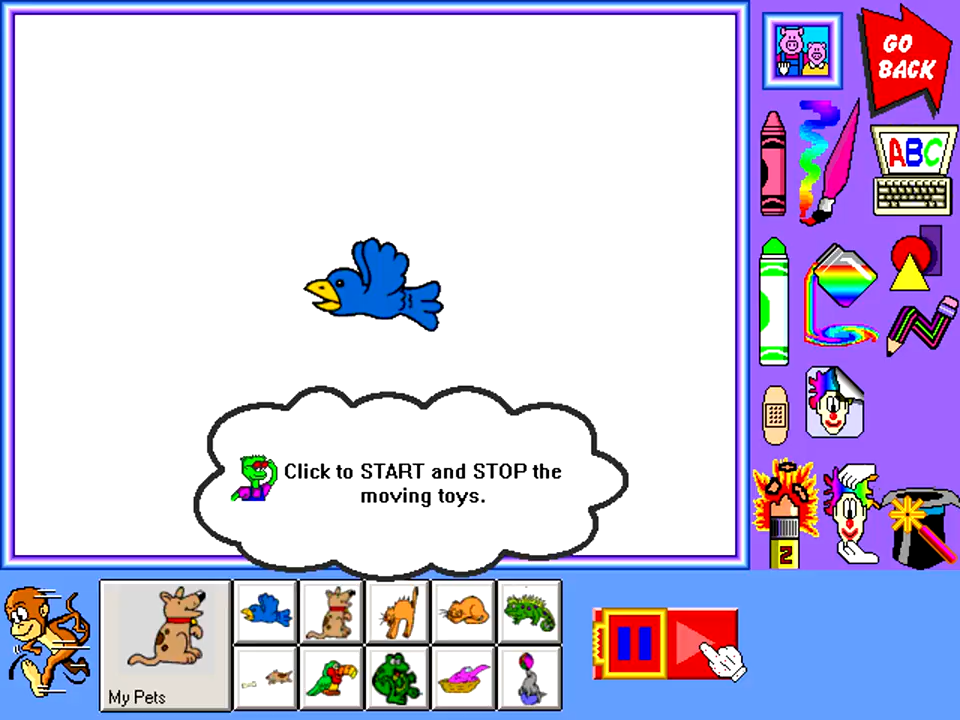 GO
BACK
ABC
Click to START and STOP the
moving toys.
2
My Pets